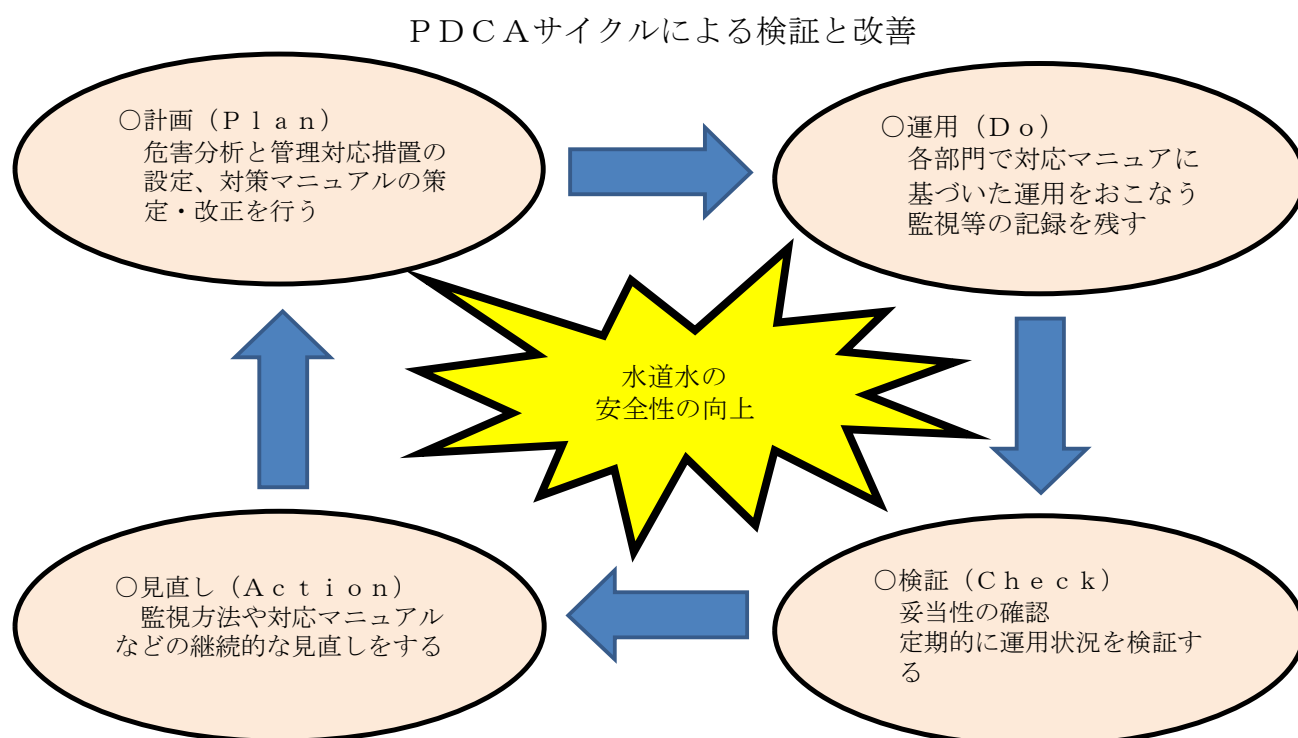 ＰＤＣＡサイクルによる検証と改善
○計画（Ｐｌａｎ）
危害分析と管理対応措置の
設定、対策マニュアルの策
定・改正を行う
○運用（Ｄｏ）
各部門で対応マニュアに
基づいた運用をおこなう
監視等の記録を残す
水道水の
安全性の向上
○見直し（Ａｃｔｉｏｎ）
監視方法や対応マニュアル
などの継続的な見直しをする
○検証（Ｃｈｅｃｋ）
妥当性の確認
定期的に運用状況を検証す
る